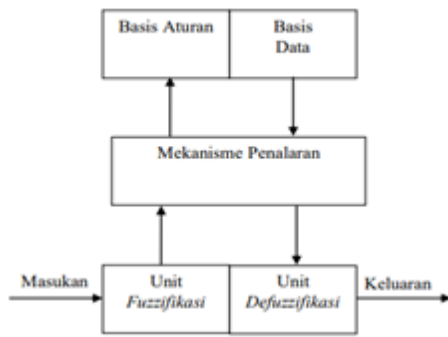 Basis Aturan
Basis
Data
Mekanisme Penalaran
Masukan
Unit
Fuzzifikasi
Unit
Defuzzifikasi
Keluaran